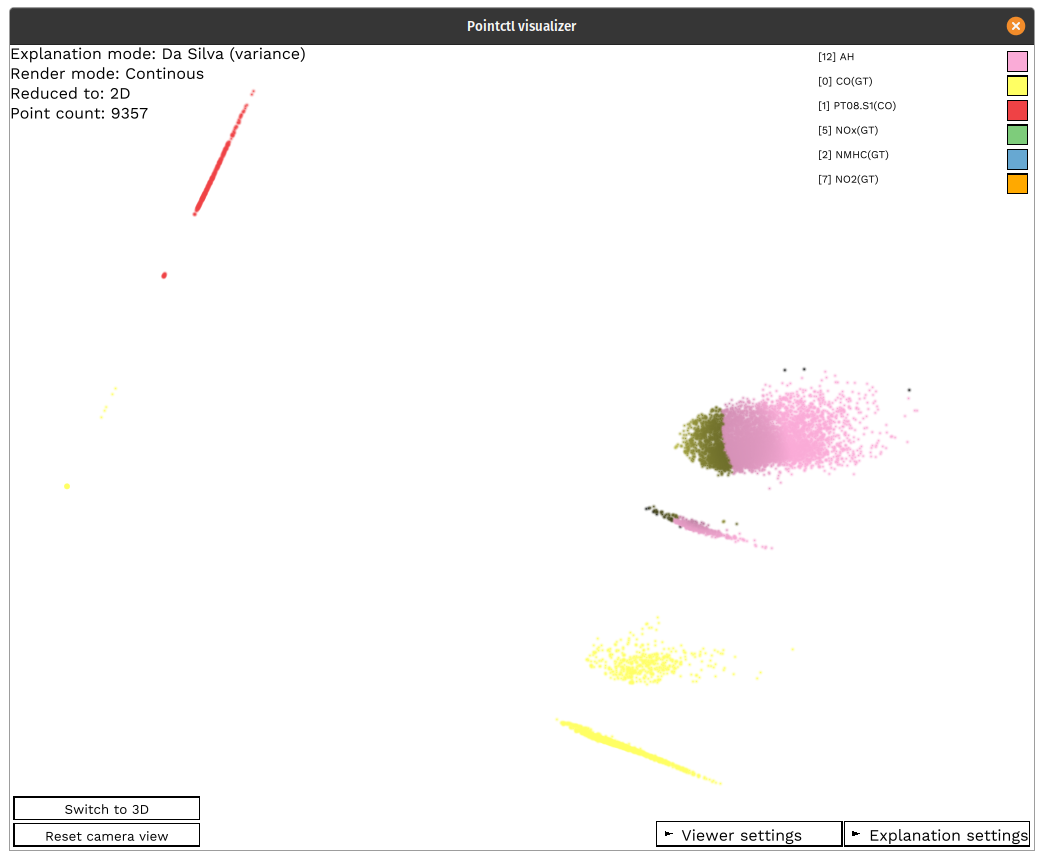 Pointctl visualizer
Explanation mode: Da Silva (variance)
Render mode: Continous
Reduced to: 2D
Point count: 9357
[12] AH
[0] CO(GT)
[1] PT08.S1(CO)
[5] NOx(GT)
[2] NMHC(GT)
[7] NO2(GT)
Switch to 3D
Reset camera view
Viewer settings
Explanation settings